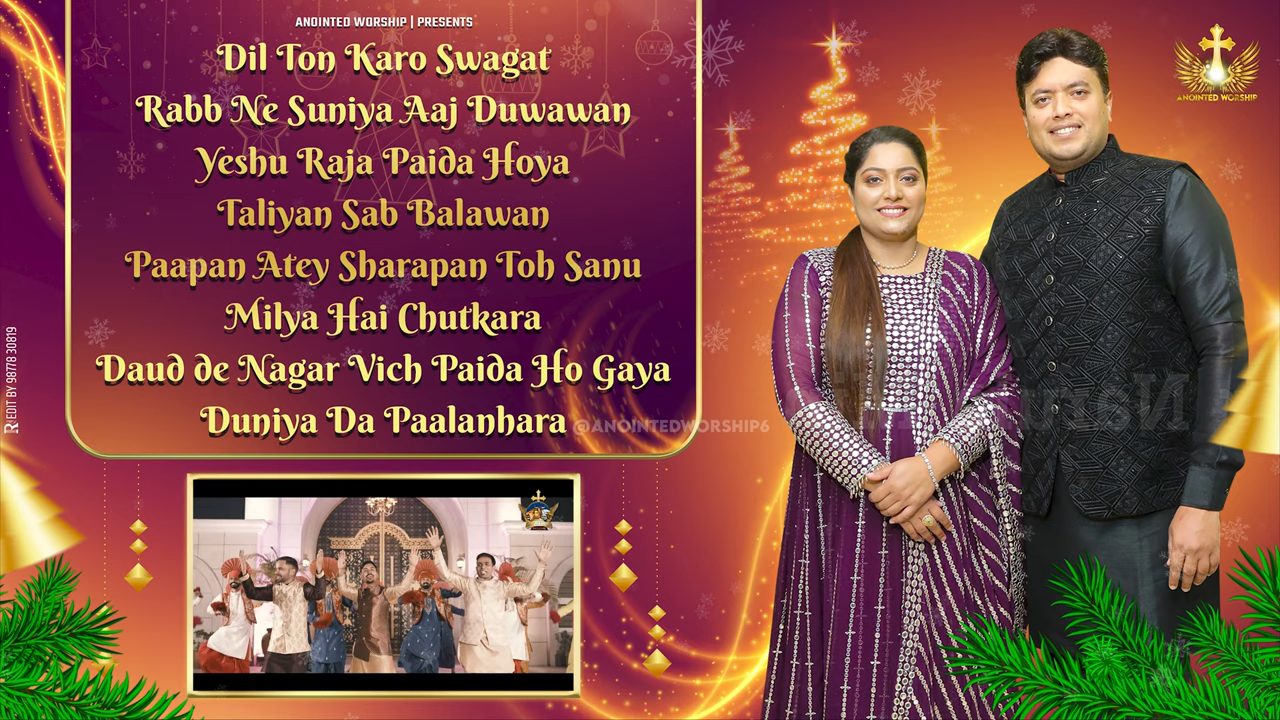 ANOINTED WORSHIP | PRESENTS
Dil Ton Karo Swagat
Rabb Ne Suniya Aaj Duwawan
Yeshu Raja Paida Hoya
Taliyan Sab Balawan
Paapan Atey Sharapan Toh Sanu
Milya Hai Chutkara
Daud de Nagar Vich Paida Ho Gaya
Duniya Da Paalanhara
@ANOINTEDWORSHIP6
ANOINTED WORSHIP
EDIT BY 98778 30819